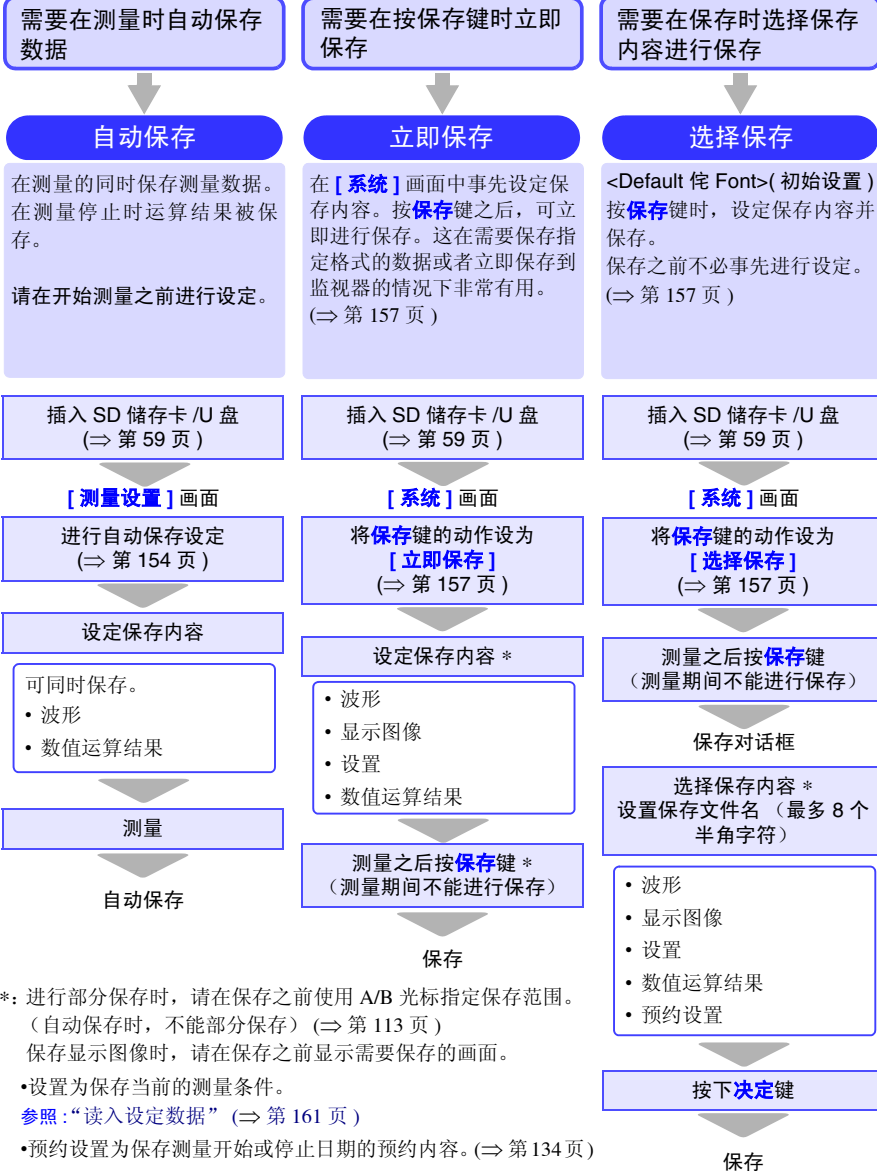 需要在测量时自动保存
数据
自动保存
在测量的同时保存测量数据。
在测量停止时运算结果被保
存。
请在开始测量之前进行设定。
插入 SD 储存卡 /U 盘
(⇒ 第 59 页 )
[ 测量设置 ] 画面
进行自动保存设定
(⇒ 第 154 页 )
设定保存内容
可同时保存。
• 波形
• 数值运算结果
测量
自动保存
需要在按保存键时立即
保存
立即保存
在 [ 系统 ] 画面中事先设定保
存内容。按保存键之后，可立
即进行保存。这在需要保存指
定格式的数据或者立即保存到
监视器的情况下非常有用。
(⇒ 第 157 页 )
插入 SD 储存卡 /U 盘
(⇒ 第 59 页 )
[ 系统 ] 画面
将保存键的动作设为
[ 立即保存 ]
(⇒ 第 157 页 )
设定保存内容 *
• 波形
• 显示图像
• 设置
• 数值运算结果
测量之后按保存键 *
（测量期间不能进行保存）
保存
需要在保存时选择保存
内容进行保存
选择保存
<Default 侘 Font>( 初始设置 )
按保存键时，设定保存内容并
保存。
保存之前不必事先进行设定。
(⇒ 第 157 页 )
插入 SD 储存卡 /U 盘
(⇒ 第 59 页 )
[ 系统 ] 画面
将保存键的动作设为
[ 选择保存 ]
(⇒ 第 157 页 )
测量之后按保存键
（测量期间不能进行保存）
保存对话框
选择保存内容 *
设置保存文件名 （最多 8 个
半角字符）
• 波形
• 显示图像
• 设置
• 数值运算结果
• 预约设置
按下决定键
保存
*: 进行部分保存时，请在保存之前使用 A/B 光标指定保存范围。
（自动保存时，不能部分保存） (⇒ 第 113 页 )
保存显示图像时，请在保存之前显示需要保存的画面。
•设置为保存当前的测量条件。
参照 :“读入设定数据” (⇒ 第 161 页 )
•预约设置为保存测量开始或停止日期的预约内容。(⇒ 第 134 页 )